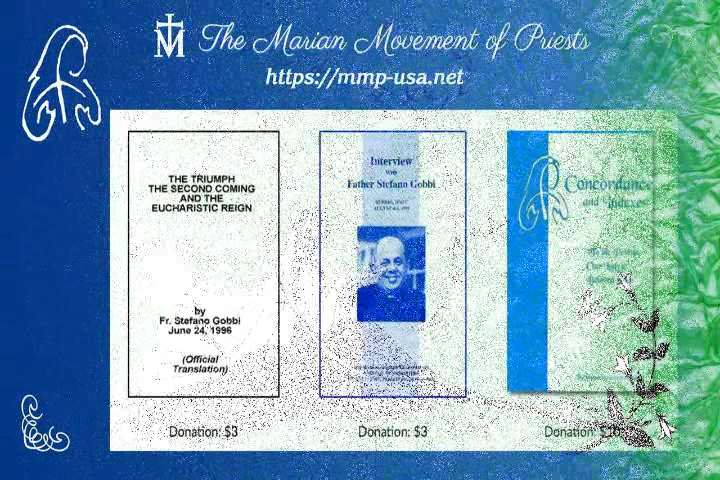 The Marian Movement of Priests
https://mmp-usa.net
THE TRIUMPH
THE SECOND COMING
AND THE
EUCHARISTIC REIGN
by
Fr. Stefano Gobbi
June 24, 1996
(Official
Translation)
Donation: $3
Interview
with
Father Stefano Gobbi
Donation: $3
Concordance
and Indexes
Donation: